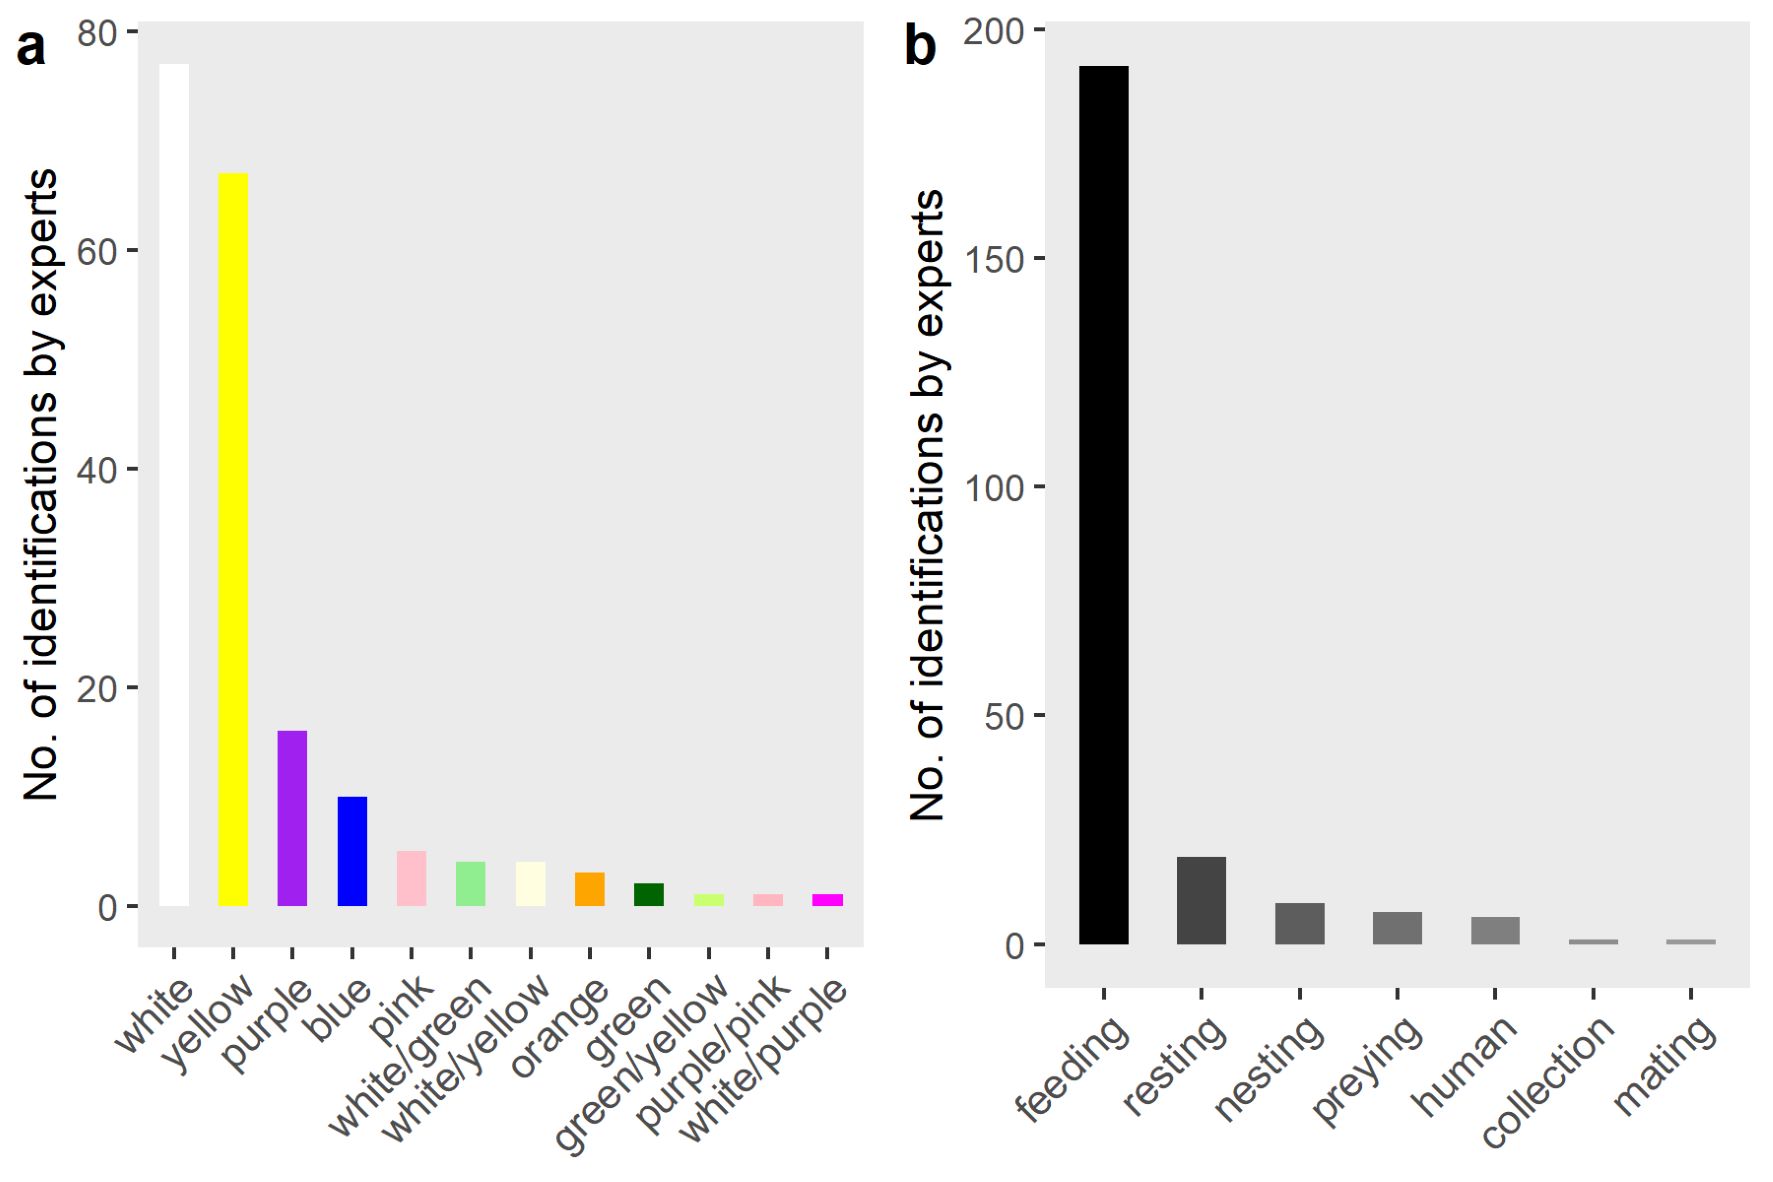 a
No. of identifications by experts
80
60
40
20
0
white
yellow
purple
blue
pink
white/green
white/yellow
orange
green
green/yellow
purple/pink
white/purple
b
No. of identifications by experts
200
150
100
50
0
feeding
resting
nesting
preying
human
collection
mating